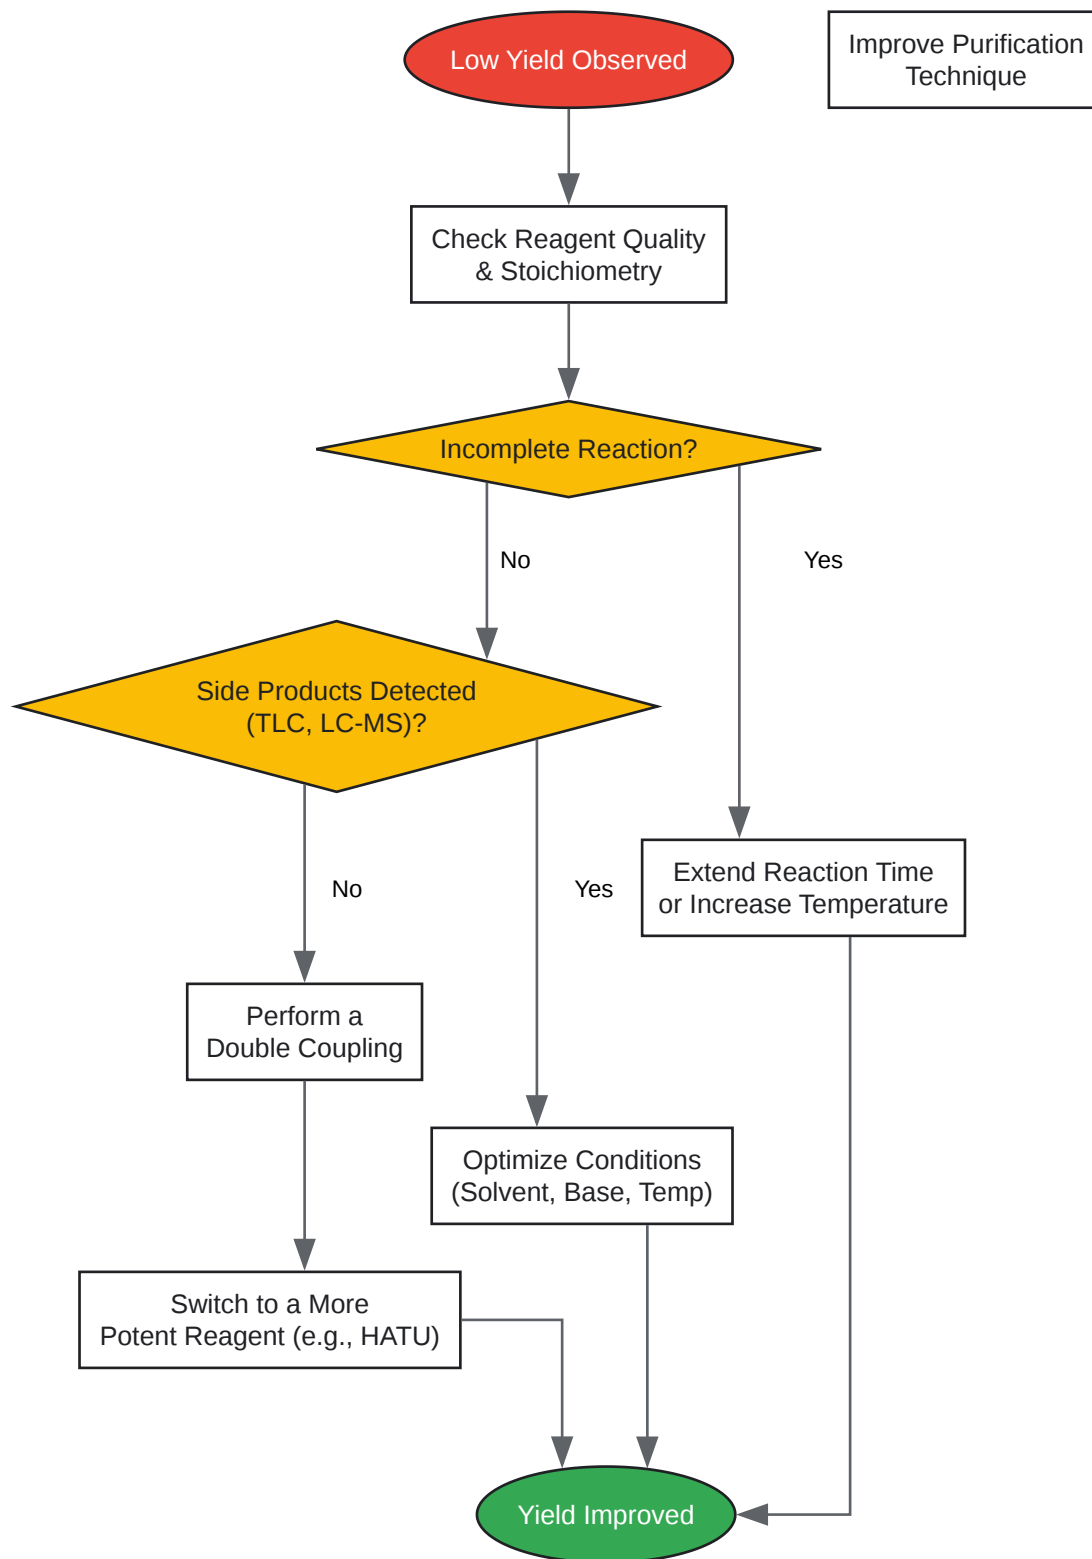 Low Yield Observed
Improve Purification
Technique
Check Reagent Quality
& Stoichiometry
Incomplete Reaction?
No
Yes
Side Products Detected
(TLC, LC-MS)?
Extend Reaction Time
or Increase Temperature
No
Yes
Perform a
Double Coupling
Optimize Conditions
(Solvent, Base, Temp)
Switch to a More
Potent Reagent (e.g., HATU)
Yield Improved